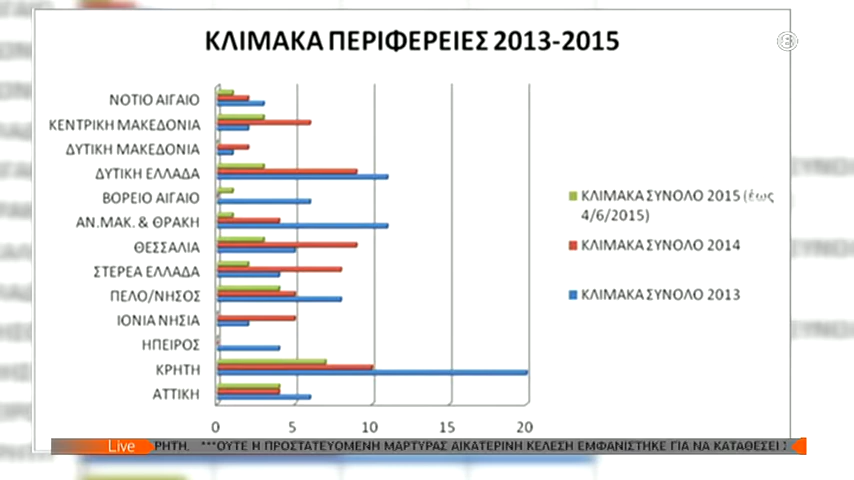 ΚΛΙΜΑΚΑ ΠΕΡΙΦΕΡΕΙΕΣ 2013-2015
ΝΟΤΙΟ ΑΙΓΑΙΟ
ΚΕΝΤΡΙΚΗ ΜΑΚΕΔΟΝΙΑ
ΔΥΤΙΚΗ ΜΑΚΕΔΟΝΙΑ
ΔΥΤΙΚΗ ΕΛΛΑΔΑ
ΒΟΡΕΙΟ ΑΙΓΑΙΟ
ΑΝ.ΜΑΚ. & ΘΡΑΚΗ
ΘΕΣΣΑΛΙΑ
ΣΤΕΡΕΑ ΕΛΛΑΔΑ
ΠΕΛΟ/ΝΗΣΟΣ
ΙΟΝΙΑ ΝΗΣΙΑ
ΗΠΕΙΡΟΣ
ΚΡΗΤΗ
ΑΤΤΙΚΗ
0 5 10 15 20
ΚΛΙΜΑΚΑ ΣΥΝΟΛΟ 2015 (έως
4/6/2015)
ΚΛΙΜΑΚΑ ΣΥΝΟΛΟ 2014
ΚΛΙΜΑΚΑ ΣΥΝΟΛΟ 2013
Live ΡΗΤΗ, ***ΟΥΤΕ Η ΠΡΟΣΤΑΤΕΥΟΜΕΝΗ ΜΑΡΤΥΡΑΣ ΑΙΚΑΤΕΡΙΝΗ ΚΕΛΕΣΗ ΕΜΦΑΝΙΣΤΗΚΕ ΓΙΑ ΝΑ ΚΑΤΑΘΕΣΕΙ Σ